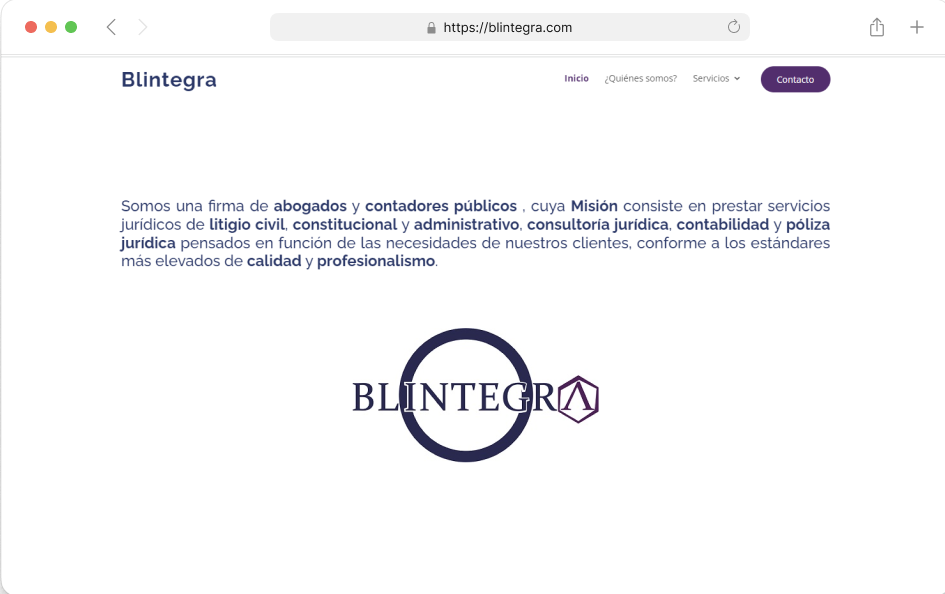 https://blintegra.com
Blintegra
Inicio
¿Quiénes somos?
Servicios
Contacto
Somos una firma de abogados y contadores públicos , cuya Misión consiste en prestar servicios
jurídicos de litigio civil, constitucional y administrativo, consultoría jurídica, contabilidad y póliza
jurídica pensados en función de las necesidades de nuestros clientes, conforme a los estándares
más elevados de calidad y profesionalismo.
BLINTEGRA